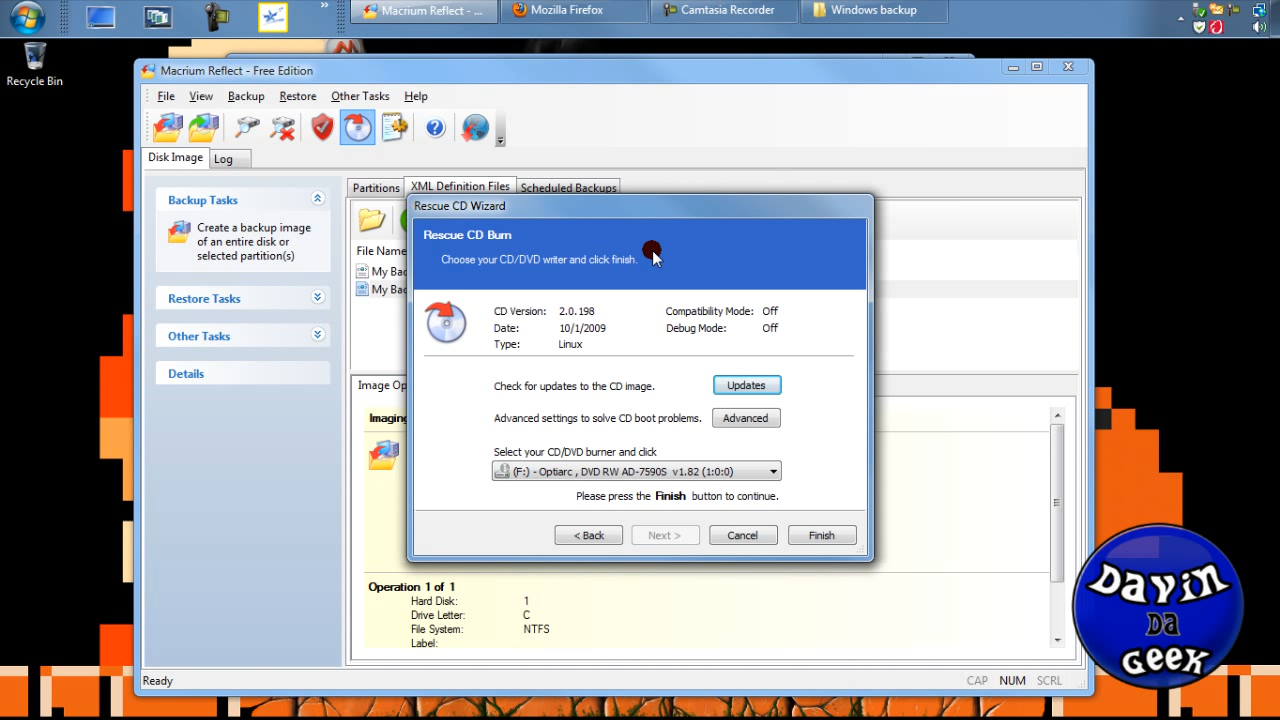 Macrium Reflect - ...
Mozilla Firefox
Camtasia Recorder
Windows backup
Recycle Bin
Macrium Reflect - Free Edition
File View Backup Restore Other Tasks Help
Disk Image Log
Backup Tasks
Create a backup image
of an entire disk or
selected partition(s)
Restore Tasks
Other Tasks
Details
Partitions XML Definition Files Scheduled Backups
File Name
My Bac
My Bac
Rescue CD Wizard
Rescue CD Burn
Choose your CD/DVD writer and click finish.
CD Version: 2.0.198 Compatibility Mode: Off
Date: 10/1/2009 Debug Mode: Off
Type: Linux
Check for updates to the CD image. Updates
Advanced settings to solve CD boot problems. Advanced
Select your CD/DVD burner and click
(F:) - Optiarc , DVD RW AD-7590S v1.82 (1:0:0)
Please press the Finish button to continue.
< Back Next > Cancel Finish
Image Op
Imaging
Operation 1 of 1
Hard Disk: 1
Drive Letter: C
File System: NTFS
Label:
Ready
CAP NUM SCRL
Davin
Da
Geek